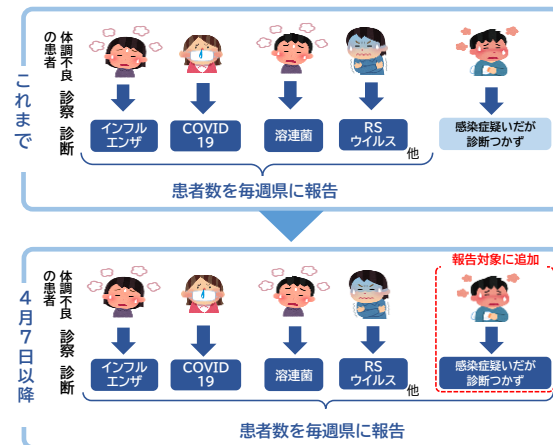 これまで
体調不良
の患者
診察
診断
インフル
エンザ
COVID
19
溶連菌
RS
ウイルス
他
感染症疑いだが
診断つかず
患者数を毎週県に報告
4月7日以降
体調不良
の患者
診察
診断
報告対象に追加
インフル
エンザ
COVID
19
溶連菌
RS
ウイルス
他
感染症疑いだが
診断つかず
患者数を毎週県に報告